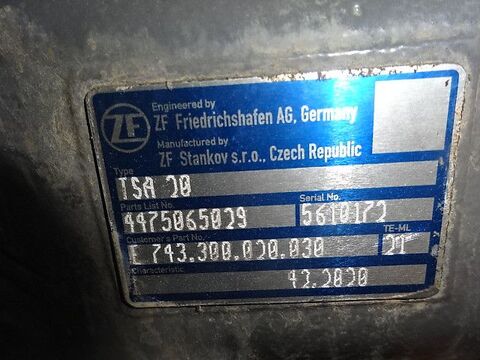 ZF
Engineered by
ZF Friedrichshafen AG, Germany
Manufactured by
ZF Stankov s.r.o., Czech Republic
Type
TSA 20
Parts List No.
Serial No.
4475065029
5610172
Customer's Part No.
TE-ML
E 743.300.020.030
21
Characteristic
42.2020